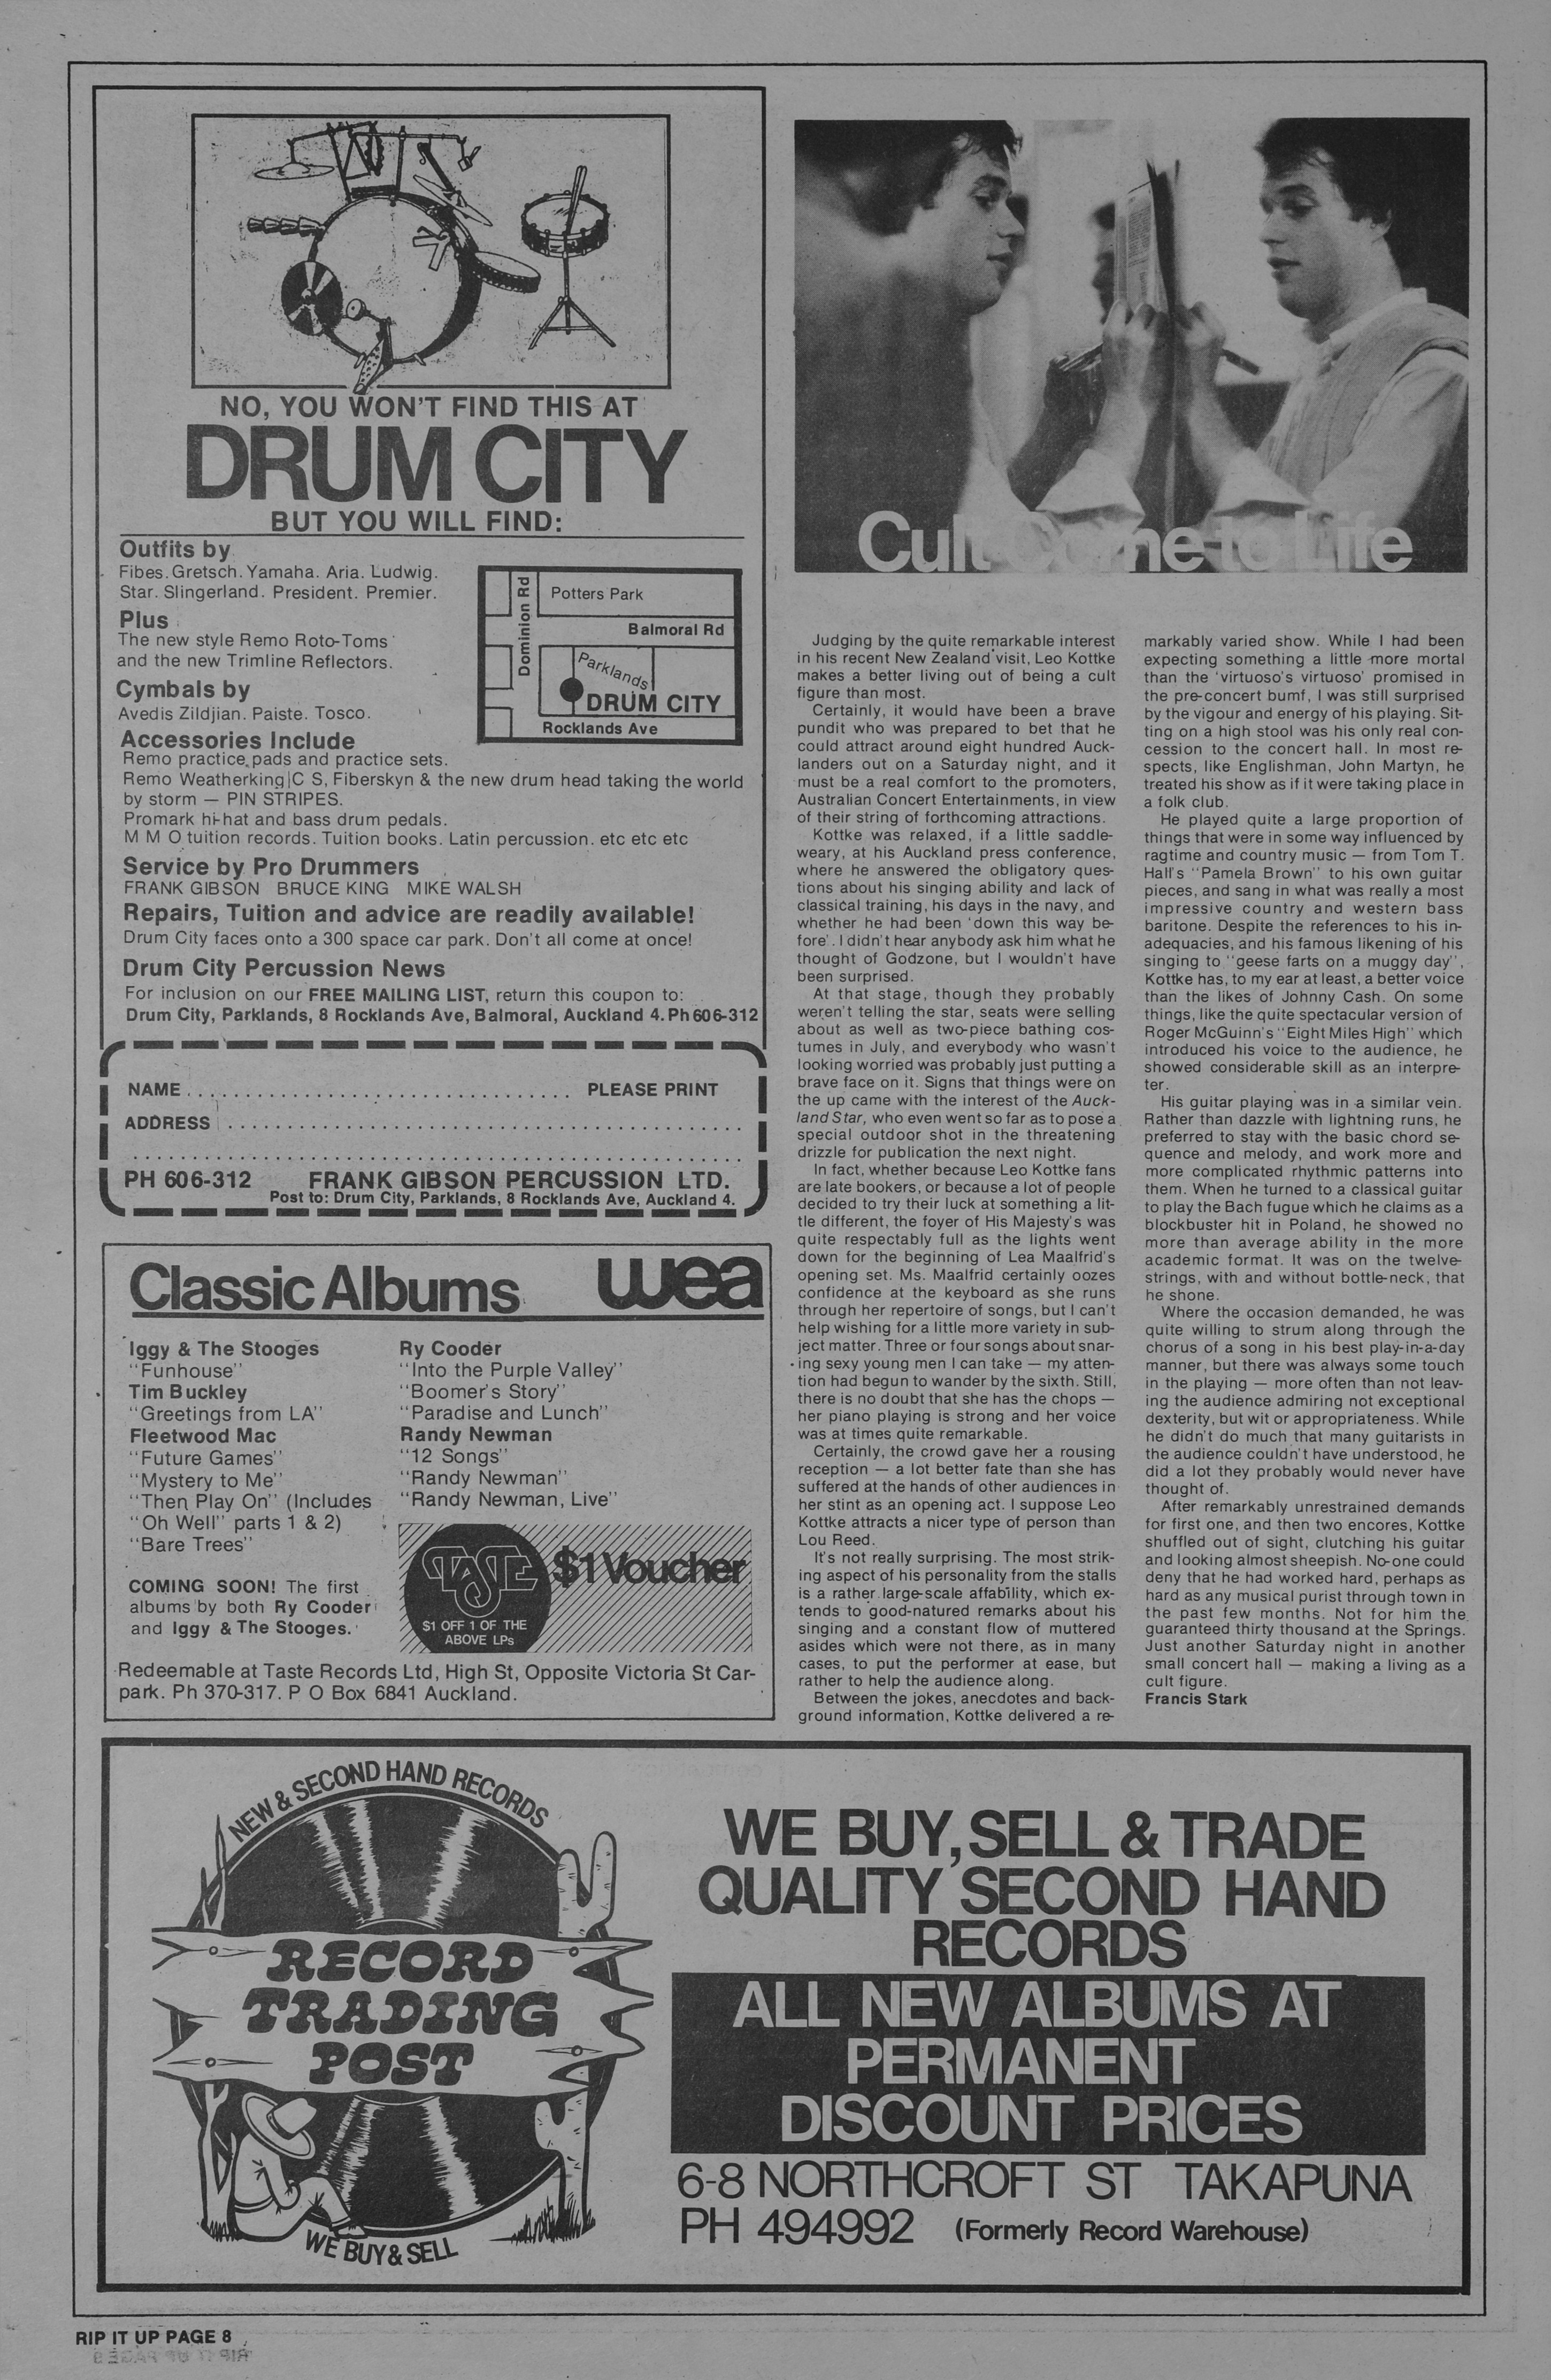 NO, YOU WON'T FIND THIS AT
DRUM CITY
BUT YOU WILL FIND:
Outfits by
Fibes. Gretsch. Yamaha. Aria. Ludwig.
Star. Slingerland. President. Premier.
Plus
The new style Remo Roto-Toms
and the new Trimline Reflectors.
Cymbals by
Avedis Zildjian. Paiste. Tosco.
Dominion Rd
Potters Park
Balmoral Rd
Parklands
DRUM CITY
Rocklands Ave
Accessories Include
Remo practice pads and practice sets.
Remo Weatherking C S, Fiberskyn & the new drum head taking the world
by storm — PIN STRIPES.
Promark hi-hat and bass drum pedals.
M M O tuition records. Tuition books. Latin percussion. etc etc etc
Service by Pro Drummers
FRANK GIBSON BRUCE KING MIKE WALSH
Repairs, Tuition and advice are readily available!
Drum City faces onto a 300 space car park. Don't all come at once!
Drum City Percussion News
For inclusion on our FREE MAILING LIST, return this coupon to:
Drum City, Parklands, 8 Rocklands Ave, Balmoral, Auckland 4. Ph 606-312
NAME ................................ PLEASE PRINT
ADDRESS ...........................................
...................................................
PH 606-312 FRANK GIBSON PERCUSSION LTD.
Post to: Drum City, Parklands, 8 Rocklands Ave, Auckland 4.
Classic Albums wea
Iggy & The Stooges
"Funhouse"
Tim Buckley
"Greetings from LA"
Fleetwood Mac
"Future Games"
"Mystery to Me"
"Then Play On" (Includes
"Oh Well" parts 1 & 2)
"Bare Trees"
COMING SOON! The first
albums by both Ry Cooder
and Iggy & The Stooges.
Ry Cooder
"Into the Purple Valley"
"Boomer's Story"
"Paradise and Lunch"
Randy Newman
"12 Songs"
"Randy Newman"
"Randy Newman, Live"
TASTE
$1 OFF 1 OF THE
ABOVE LPs
$1 Voucher
Redeemable at Taste Records Ltd, High St, Opposite Victoria St Car-
park. Ph 370-317. P O Box 6841 Auckland.
Cult Come to Life
Judging by the quite remarkable interest
in his recent New Zealand visit, Leo Kottke
makes a better living out of being a cult
figure than most.
Certainly, it would have been a brave
pundit who was prepared to bet that he
could attract around eight hundred Auck-
landers out on a Saturday night, and it
must be a real comfort to the promoters,
Australian Concert Entertainments, in view
of their string of forthcoming attractions.
Kottke was relaxed, if a little saddle-
weary, at his Auckland press conference,
where he answered the obligatory ques-
tions about his singing ability and lack of
classical training, his days in the navy, and
whether he had been 'down this way be-
fore'. I didn't hear anybody ask him what he
thought of Godzone, but I wouldn't have
been surprised.
At that stage, though they probably
weren't telling the star, seats were selling
about as well as two-piece bathing cos-
tumes in July, and everybody who wasn't
looking worried was probably just putting a
brave face on it. Signs that things were on
the up came with the interest of the Auck-
land Star, who even went so far as to pose a
special outdoor shot in the threatening
drizzle for publication the next night.
In fact, whether because Leo Kottke fans
are late bookers, or because a lot of people
decided to try their luck at something a lit-
tle different, the foyer of His Majesty's was
quite respectably full as the lights went
down for the beginning of Lea Maalfrid's
opening set. Ms. Maalfrid certainly oozes
confidence at the keyboard as she runs
through her repertoire of songs, but I can't
help wishing for a little more variety in sub-
ject matter. Three or four songs about snar-
ing sexy young men I can take — my atten-
tion had begun to wander by the sixth. Still,
there is no doubt that she has the chops —
her piano playing is strong and her voice
was at times quite remarkable.
Certainly, the crowd gave her a rousing
reception — a lot better fate than she has
suffered at the hands of other audiences in
her stint as an opening act. I suppose Leo
Kottke attracts a nicer type of person than
Lou Reed.
It's not really surprising. The most strik-
ing aspect of his personality from the stalls
is a rather large-scale affability, which ex-
tends to good-natured remarks about his
singing and a constant flow of muttered
asides which were not there, as in many
cases, to put the performer at ease, but
rather to help the audience along.
Between the jokes, anecdotes and back-
ground information, Kottke delivered a re-
markably varied show. While I had been
expecting something a little more mortal
than the 'virtuoso's virtuoso' promised in
the pre-concert bumf, I was still surprised
by the vigour and energy of his playing. Sit-
ting on a high stool was his only real con-
cession to the concert hall. In most re-
spects, like Englishman, John Martyn, he
treated his show as if it were taking place in
a folk club.
He played quite a large proportion of
things that were in some way influenced by
ragtime and country music — from Tom T.
Hall's "Pamela Brown" to his own guitar
pieces, and sang in what was really a most
impressive country and western bass
baritone. Despite the references to his in-
adequacies, and his famous likening of his
singing to "geese farts on a muggy day",
Kottke has, to my ear at least, a better voice
than the likes of Johnny Cash. On some
things, like the quite spectacular version of
Roger McGuinn's "Eight Miles High" which
introduced his voice to the audience, he
showed considerable skill as an interpre-
ter.
His guitar playing was in a similar vein.
Rather than dazzle with lightning runs, he
preferred to stay with the basic chord se-
quence and melody, and work more and
more complicated rhythmic patterns into
them. When he turned to a classical guitar
to play the Bach fugue which he claims as a
blockbuster hit in Poland, he showed no
more than average ability in the more
academic format. It was on the twelve-
strings, with and without bottle-neck, that
he shone.
Where the occasion demanded, he was
quite willing to strum along through the
chorus of a song in his best play-in-a-day
manner, but there was always some touch
in the playing — more often than not leav-
ing the audience admiring not exceptional
dexterity, but wit or appropriateness. While
he didn't do much that many guitarists in
the audience couldn't have understood, he
did a lot they probably would never have
thought of.
After remarkably unrestrained demands
for first one, and then two encores, Kottke
shuffled out of sight, clutching his guitar
and looking almost sheepish. No-one could
deny that he had worked hard, perhaps as
hard as any musical purist through town in
the past few months. Not for him the
guaranteed thirty thousand at the Springs.
Just another Saturday night in another
small concert hall — making a living as a
cult figure.
Francis Stark
NEW & SECOND HAND RECORDS
RECORD
TRADING
POST
WE BUY & SELL
WE BUY, SELL & TRADE
QUALITY SECOND HAND
RECORDS
ALL NEW ALBUMS AT
PERMANENT
DISCOUNT PRICES
6-8 NORTHCROFT ST TAKAPUNA
PH 494992 (Formerly Record Warehouse)
RIP IT UP PAGE 8